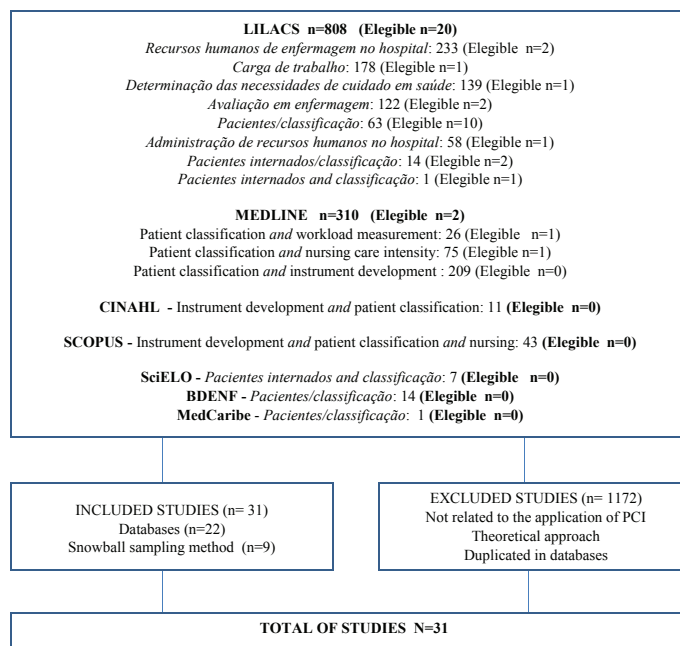 LILACS n=808 (Elegible n=20)
Recursos humanos de enfermagem no hospital: 233 (Elegible n=2)
Carga de trabalho: 178 (Elegible n=1)
Determinação das necessidades de cuidado em saúde: 139 (Elegible n=1)
Avaliação em enfermagem: 122 (Elegible n=2)
Pacientes/classificação: 63 (Elegible n=10)
Administração de recursos humanos no hospital: 58 (Elegible n=1)
Pacientes internados/classificação: 14 (Elegible n=2)
Pacientes internados and classificação: 1 (Elegible n=1)
MEDLINE n=310 (Elegible n=2)
Patient classification and workload measurement: 26 (Elegible n=1)
Patient classification and nursing care intensity: 75 (Elegible n=1)
Patient classification and instrument development : 209 (Elegible n=0)
CINAHL - Instrument development and patient classification: 11 (Elegible n=0)
SCOPUS - Instrument development and patient classification and nursing: 43 (Elegible n=0)
SciELO - Pacientes internados and classificação: 7 (Elegible n=0)
BDENF - Pacientes/classificação: 14 (Elegible n=0)
MedCaribe - Pacientes/classificação: 1 (Elegible n=0)
INCLUDED STUDIES (n= 31)
Databases (n=22)
Snowball sampling method (n=9)
EXCLUDED STUDIES (n= 1172)
Not related to the application of PCI
Theoretical approach
Duplicated in databases
TOTAL OF STUDIES N=31